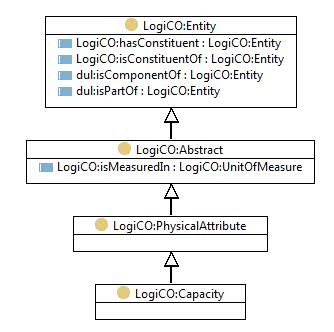 LogiCO:Entity
LogiCO:hasConstituent : LogiCO:Entity
LogiCO:isConstituentOf : LogiCO:Entity
dul:isComponentOf : LogiCO:Entity
dul:isPartOf : LogiCO:Entity
LogiCO:Abstract
LogiCO:isMeasuredIn : LogiCO:UnitOfMeasure
LogiCO:PhysicalAttribute
LogiCO:Capacity